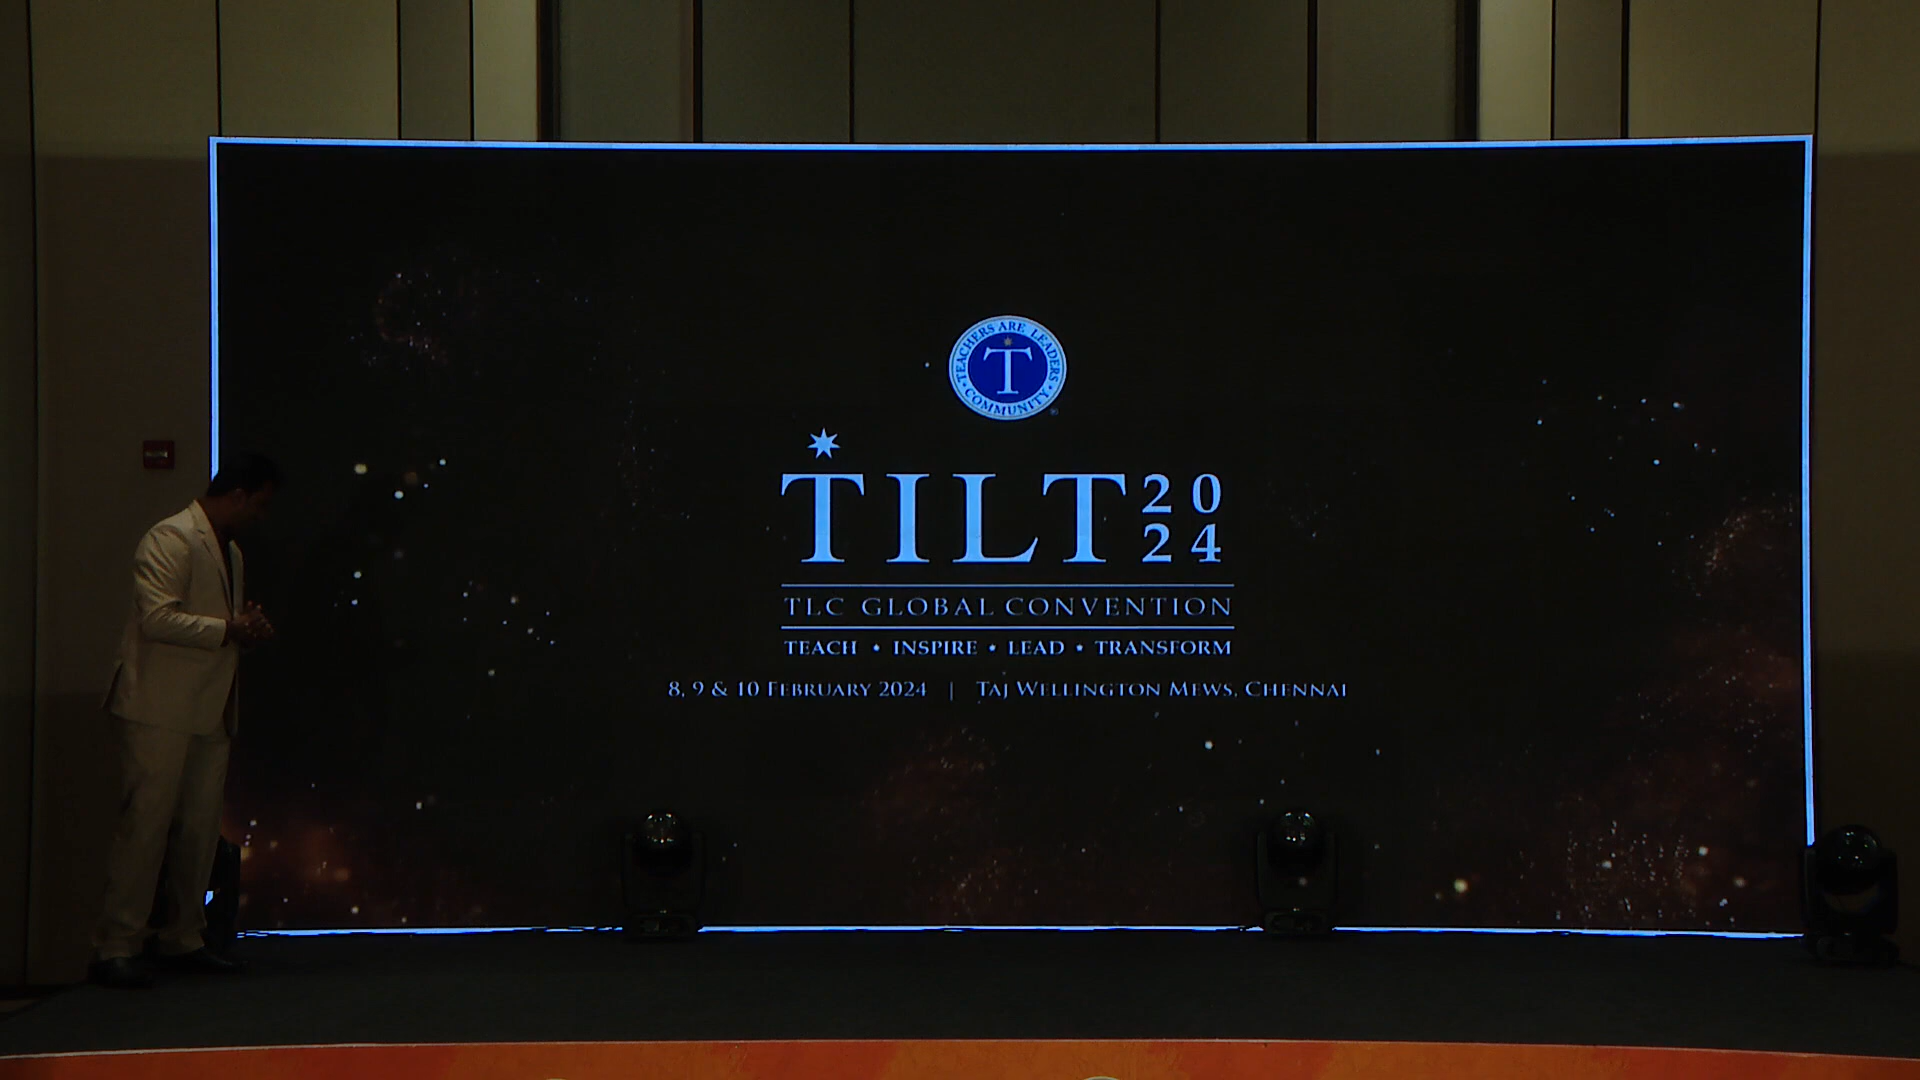 TEACHERS ARE LEADERS
T
COMMUNITY
TILT 2024
TLC GLOBAL CONVENTION
TEACH • INSPIRE • LEAD • TRANSFORM
8, 9 & 10 FEBRUARY 2024 | TAJ WELLINGTON MEWS, CHENNAI